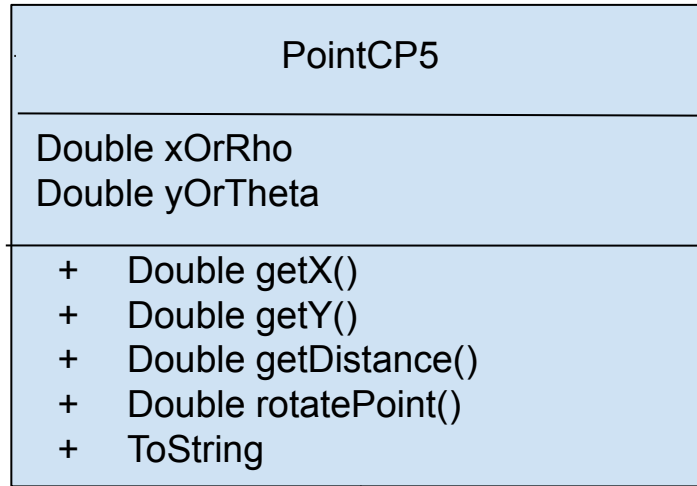 PointCP5
Double xOrRho
Double yOrTheta
+ Double getX()
+ Double getY()
+ Double getDistance()
+ Double rotatePoint()
+ ToString